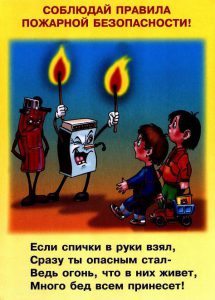 СОБЛЮДАЙ ПРАВИЛА
ПОЖАРНОЙ БЕЗОПАСНОСТИ!
Если спички в руки взял,
Сразу ты опасным стал-
Ведь огонь, что в них живет,
Много бед всем принесет!